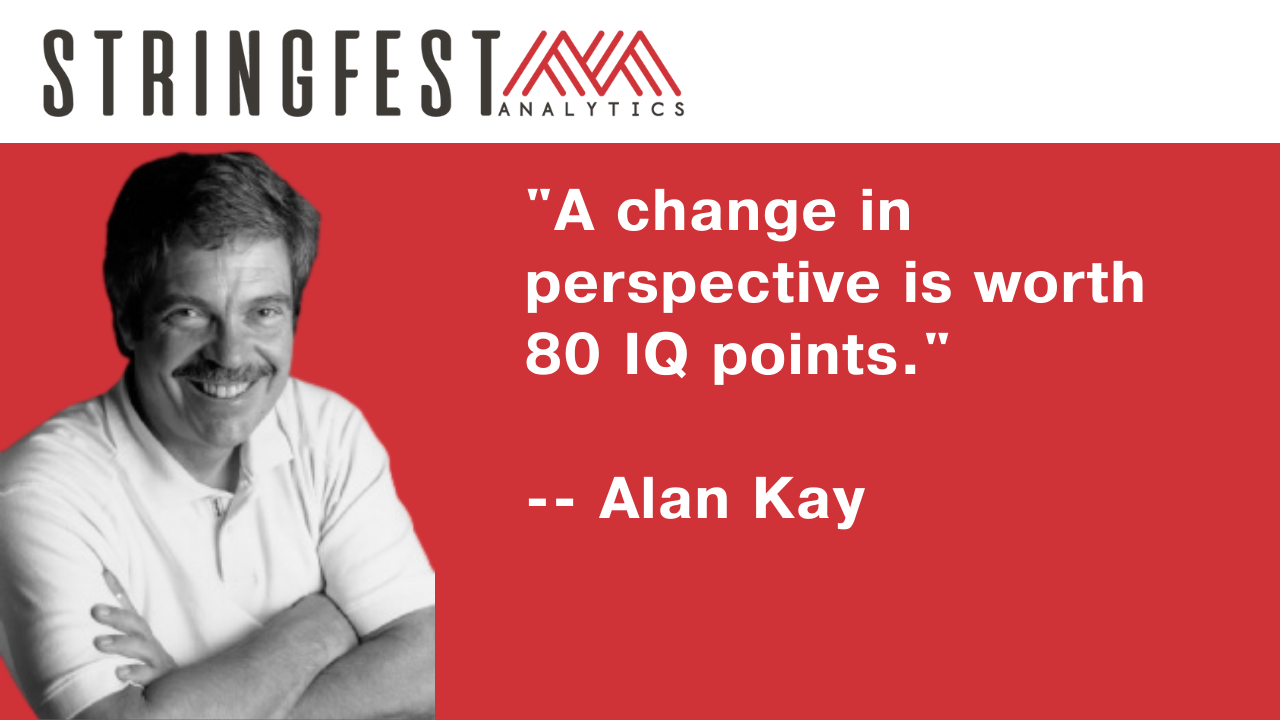 STRINGFEST
ANALYTICS
"A change in
perspective is worth
80 IQ points."
-- Alan Kay